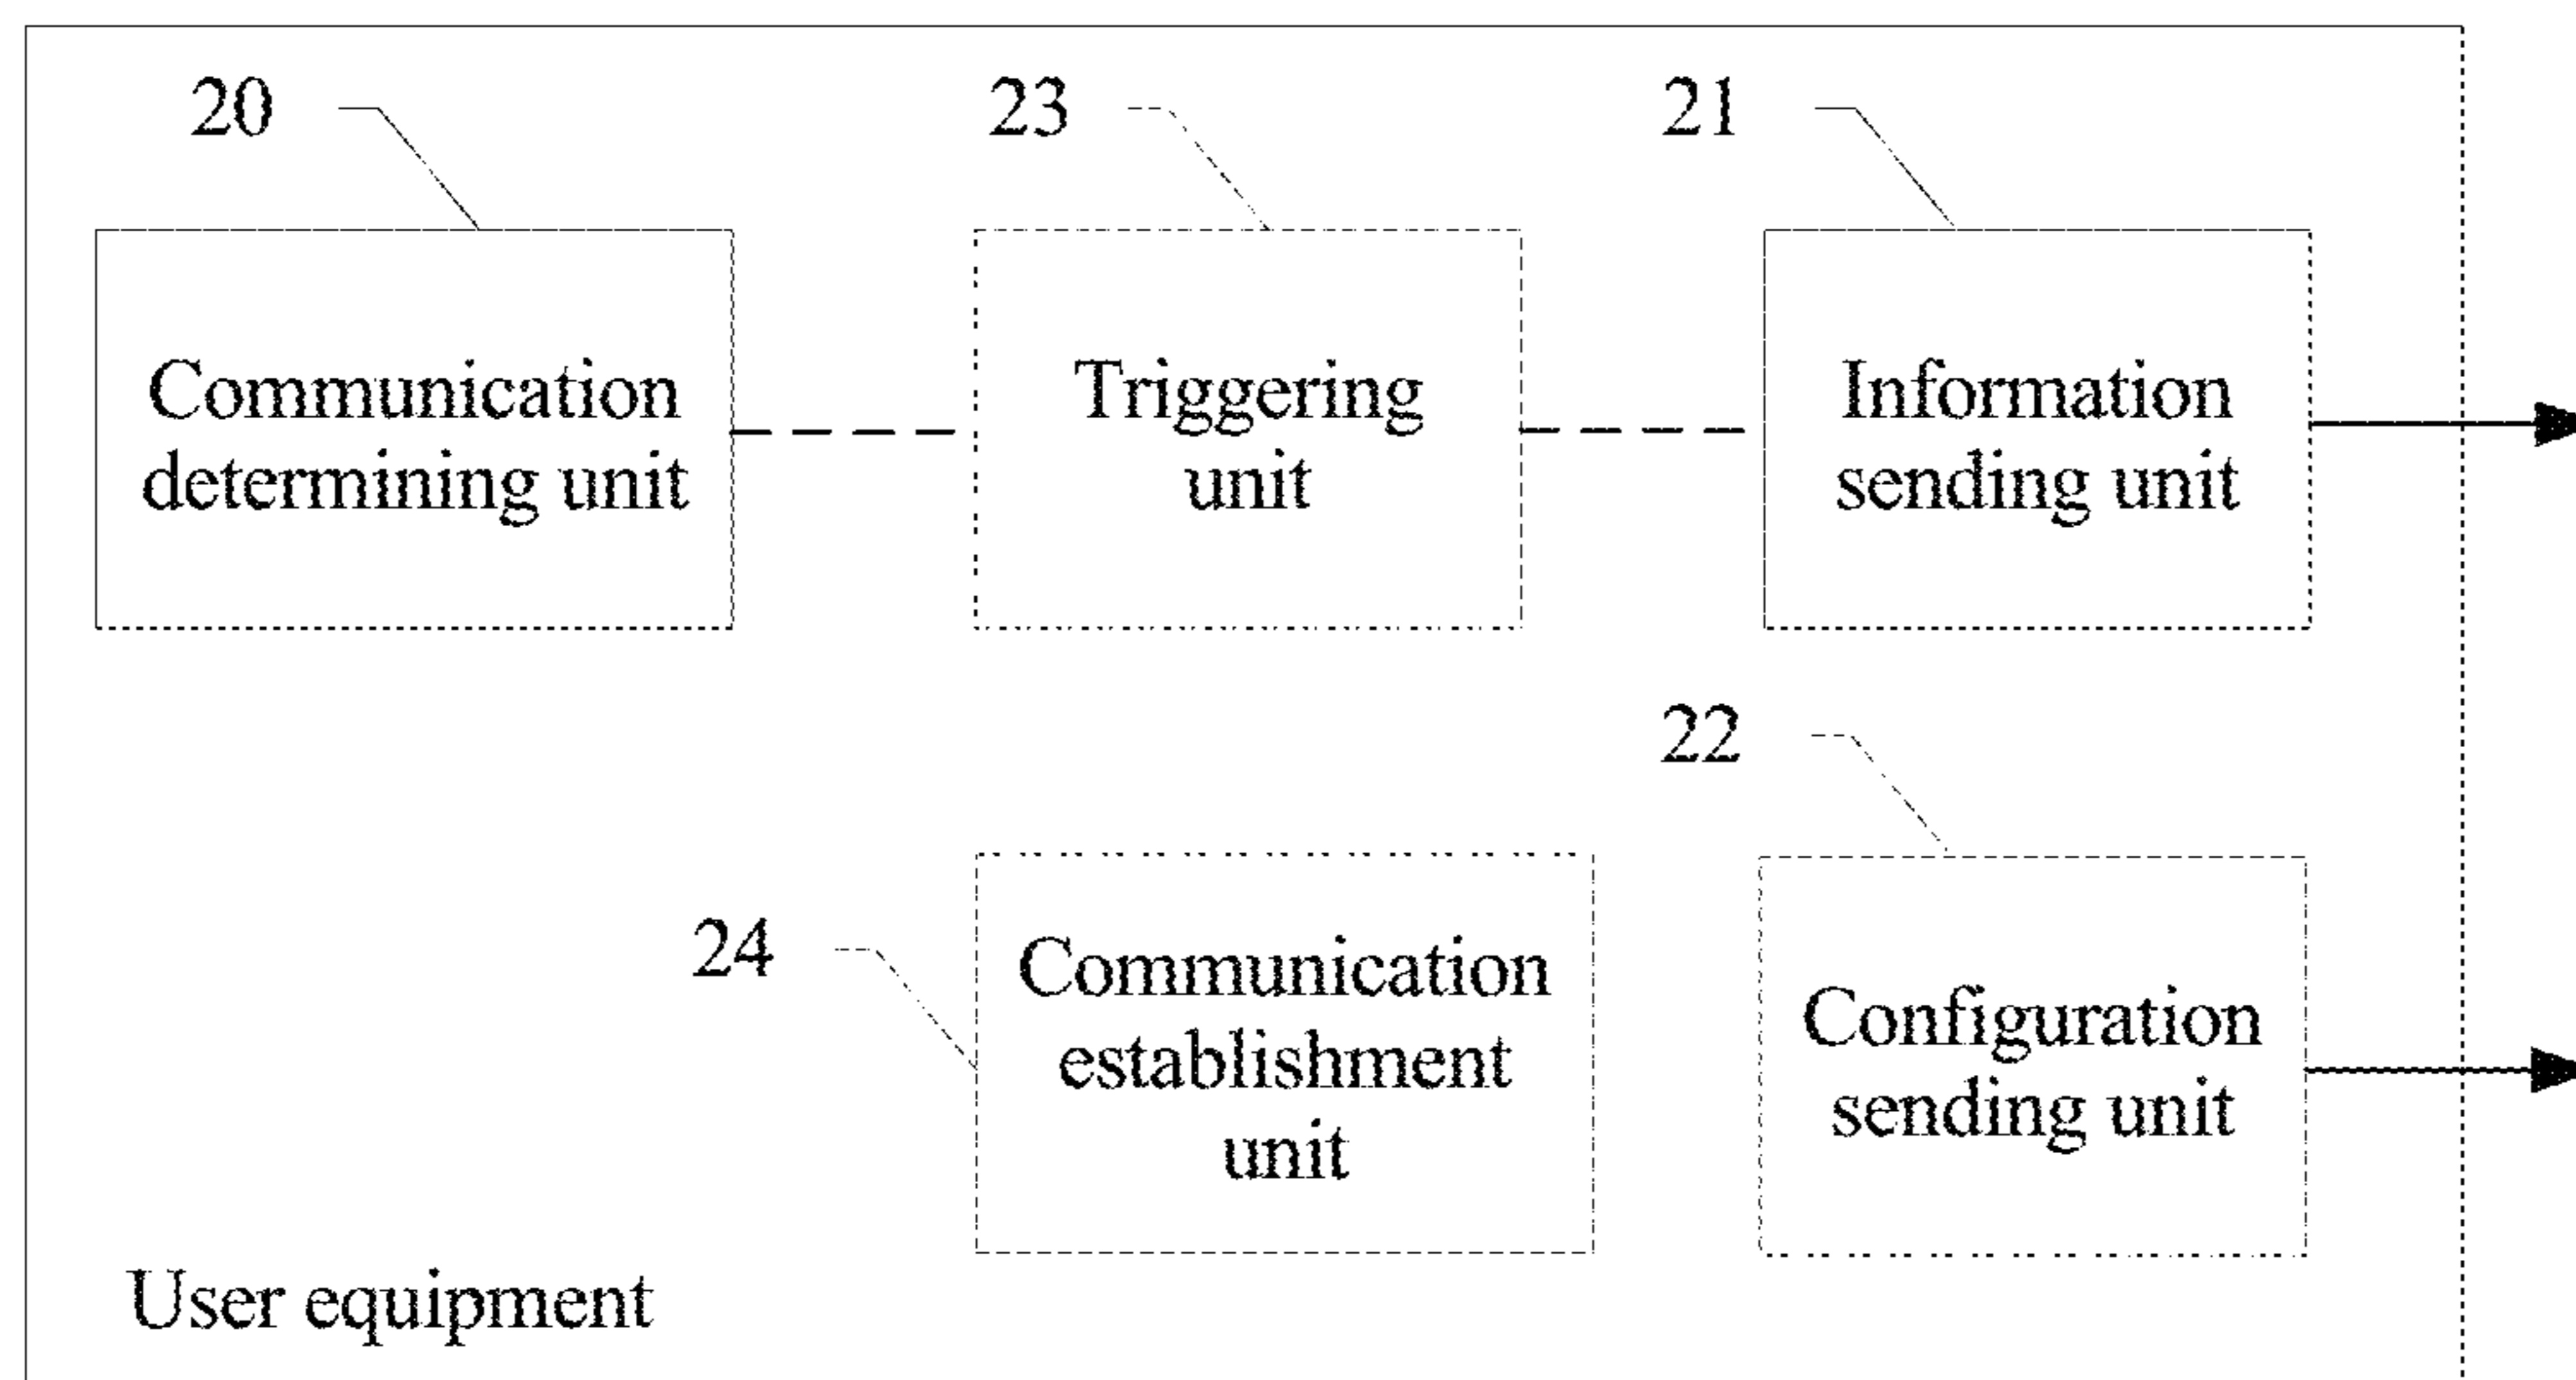 20
23
21
Communication
determining unit
Triggering
unit
Information
sending unit
22
24
Communication
establishment
unit
Configuration
sending unit
User equipment